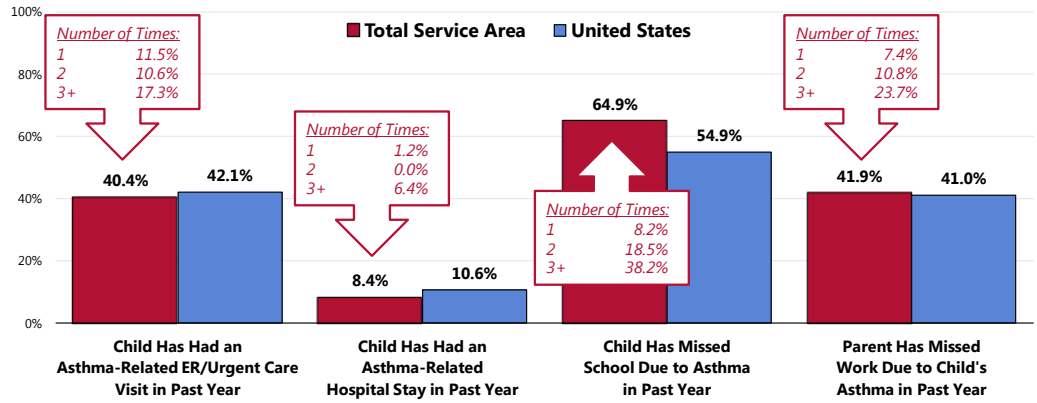 100%
80%
60%
40%
20%
0%
Total Service Area
United States
Number of Times:
1 11.5%
2 10.6%
3+ 17.3%
40.4%
42.1%
Number of Times:
1 1.2%
2 0.0%
3+ 6.4%
8.4%
10.6%
64.9%
54.9%
Number of Times:
1 8.2%
2 18.5%
3+ 38.2%
Number of Times:
1 7.4%
2 10.8%
3+ 23.7%
41.9%
41.0%
Child Has Had an
Asthma-Related ER/Urgent Care
Visit in Past Year
Child Has Had an
Asthma-Related
Hospital Stay in Past Year
Child Has Missed
School Due to Asthma
in Past Year
Parent Has Missed
Work Due to Child's
Asthma in Past Year